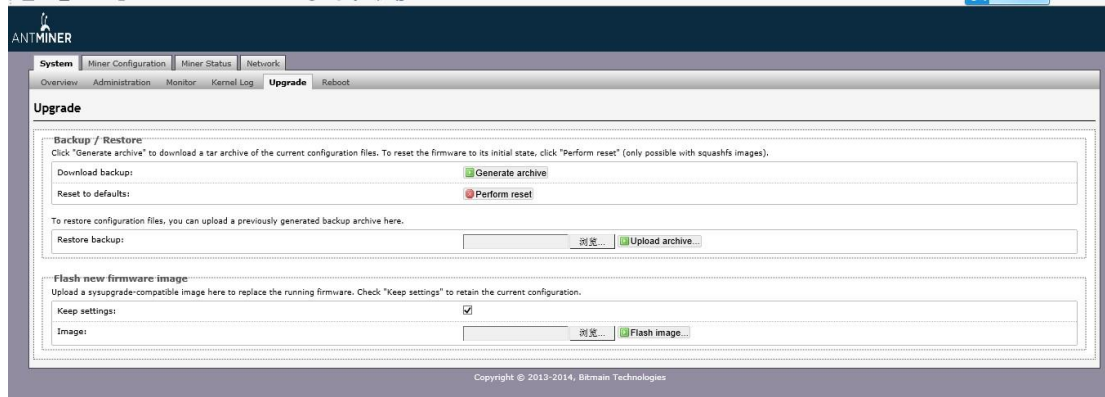 ANTMINER
System Miner Configuration Miner Status Network
Overview Administration Monitor Kernel Log Upgrade Reboot
Upgrade
Backup / Restore
Click "Generate archive" to download a tar archive of the current configuration files. To reset the firmware to its initial state, click "Perform reset" (only possible with squashfs images).
Download backup: Generate archive
Reset to defaults: Perform reset
To restore configuration files, you can upload a previously generated backup archive here.
Restore backup: 浏览... Upload archive...
Flash new firmware image
Upload a sysupgrade-compatible image here to replace the running firmware. Check "Keep settings" to retain the current configuration.
Keep settings:
Image: 浏览... Flash image...
Copyright © 2013-2014, Bitmain Technologies